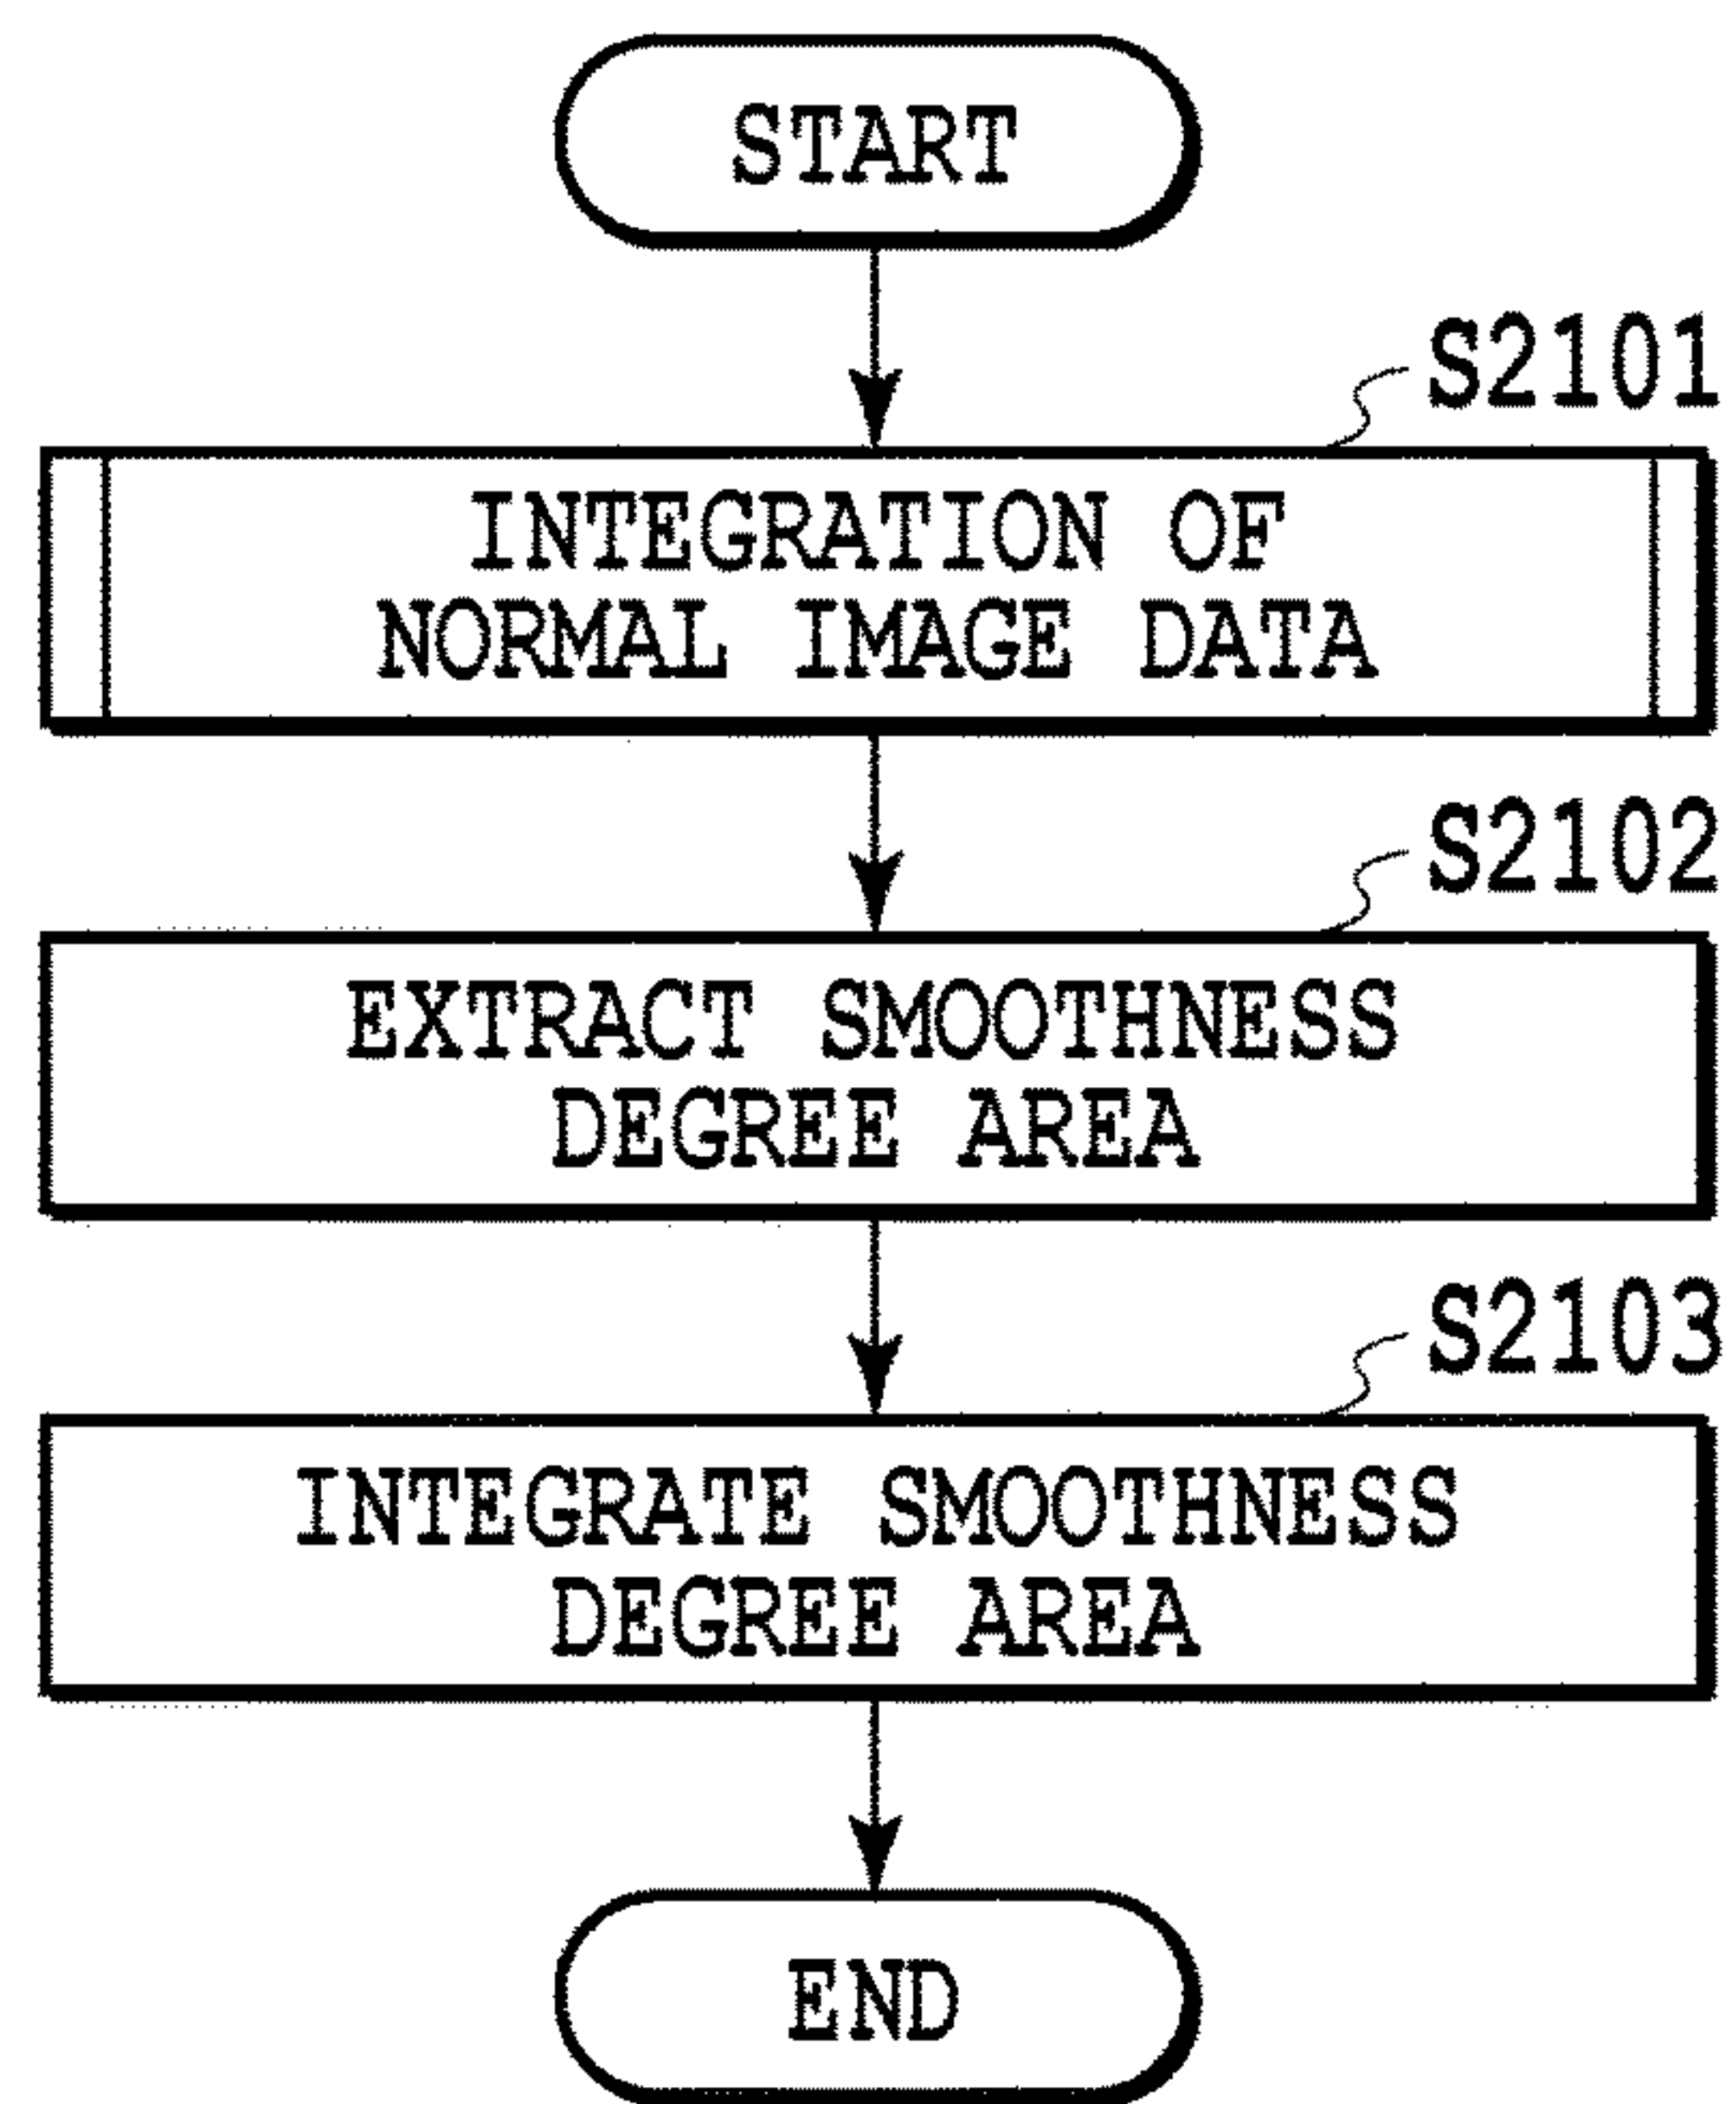 START
S2101
INTEGRATION OF
NORMAL IMAGE DATA
S2102
EXTRACT SMOOTHNESS
DEGREE AREA
S2103
INTEGRATE SMOOTHNESS
DEGREE AREA
END